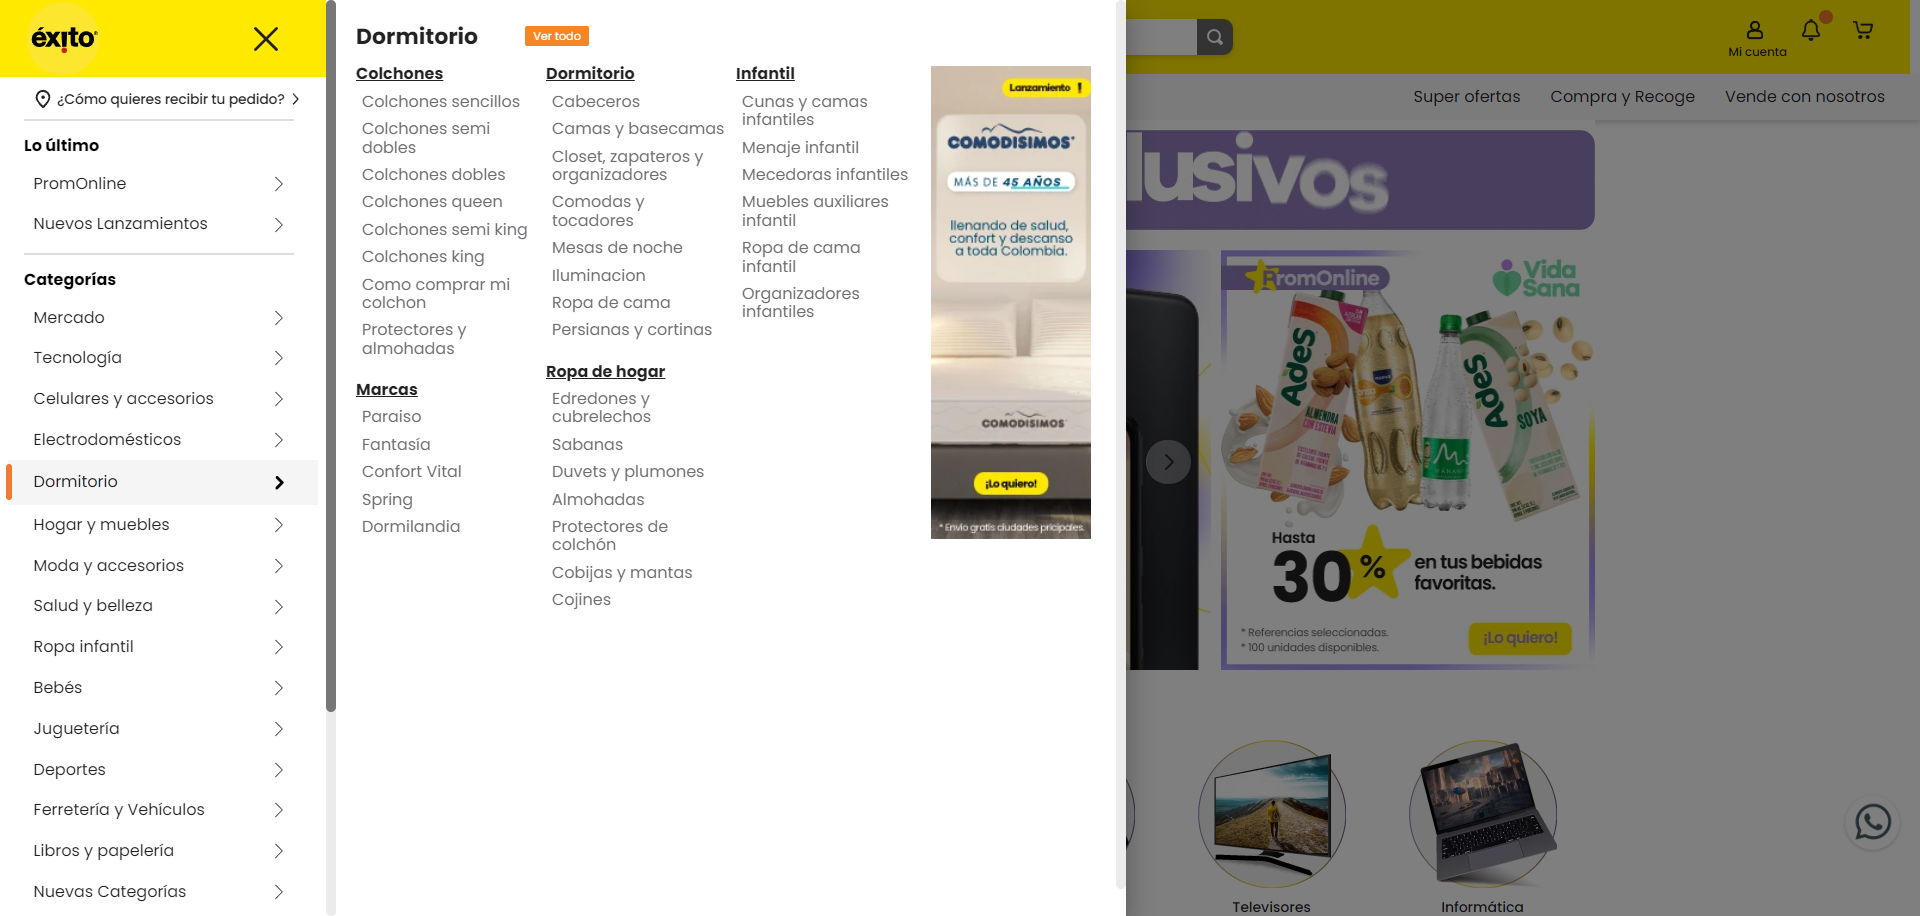 éxito
¿Cómo quieres recibir tu pedido?
Lo último
PromOnline
Nuevos Lanzamientos
Categorías
Mercado
Tecnología
Celulares y accesorios
Electrodomésticos
Dormitorio
Hogar y muebles
Moda y accesorios
Salud y belleza
Ropa infantil
Bebés
Juguetería
Deportes
Ferretería y Vehículos
Libros y papelería
Nuevas Categorías
Dormitorio
Ver todo
Colchones
Colchones sencillos
Colchones semi
dobles
Colchones dobles
Colchones queen
Colchones semi king
Colchones king
Como comprar mi
colchon
Protectores y
almohadas
Marcas
Paraiso
Fantasía
Confort Vital
Spring
Dormilandia
Dormitorio
Cabeceros
Camas y basecamas
Closet, zapateros y
organizadores
Comodas y
tocadores
Mesas de noche
Iluminacion
Ropa de cama
Persianas y cortinas
Ropa de hogar
Edredones y
cubrelechos
Sabanas
Duvets y plumones
Almohadas
Protectores de
colchón
Cobijas y mantas
Cojines
Infantil
Cunas y camas
infantiles
Menaje infantil
Mecedoras infantiles
Muebles auxiliares
infantil
Ropa de cama
infantil
Organizadores
infantiles
Lanzamiento !
COMODISIMOS
MÁS DE 45 AÑOS
llenando de salud,
confort y descanso
a toda Colombia.
COMODISIMOS
¡Lo quiero!
* Envio gratis ciudades pricipales.
Mi cuenta
Super ofertas
Compra y Recoge
Vende con nosotros
lusivos
PromOnline
Vida
Sana
AdeS
ALMENDRA
CON ESTEVIA
AdeS
SOYA
Hasta
30%
en tus bebidas
favoritas.
* Referencias seleccionadas.
* 100 unidades disponibles.
¡Lo quiero!
Televisores
Informática